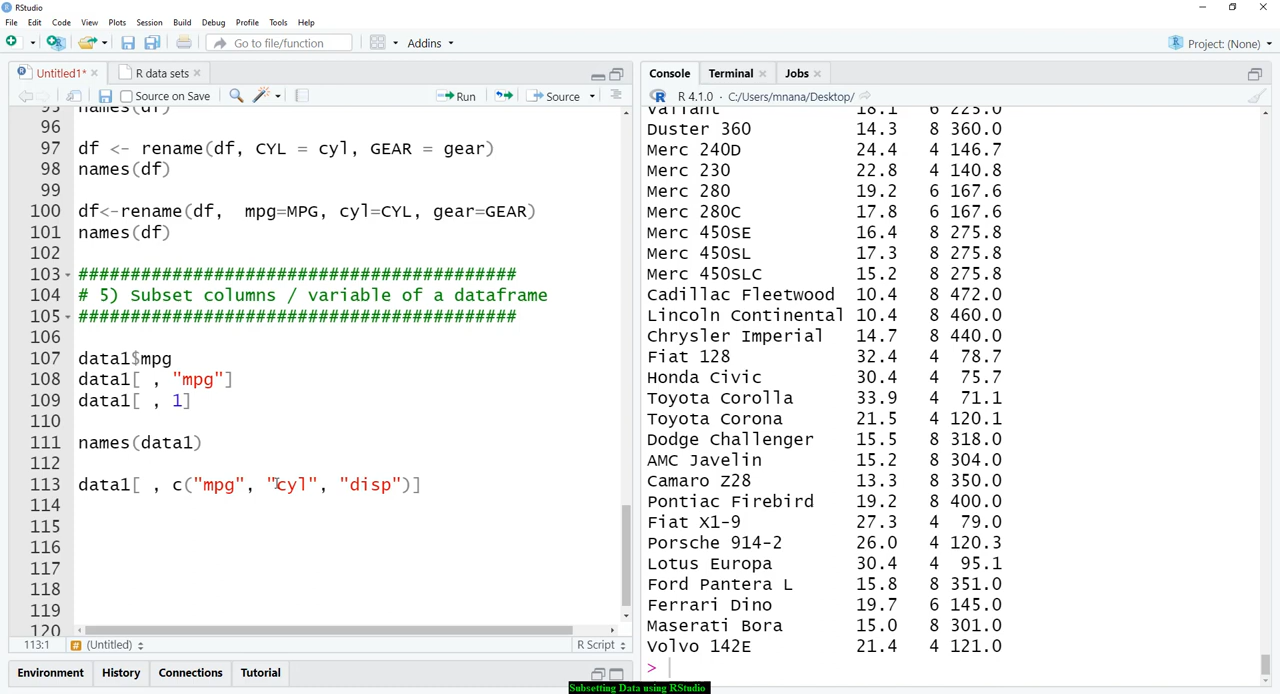 RStudio
File Edit Code View Plots Session Build Debug Profile Tools Help
Go to file/function Addins Project: (None)
Untitled1* R data sets
Source on Save Run Source
95 names(df)
96
97 df <- rename(df, CYL = cyl, GEAR = gear)
98 names(df)
99
100 df<-rename(df,  mpg=MPG, cyl=CYL, gear=GEAR)
101 names(df)
102
103 ##########################################
104 # 5) Subset columns / variable of a dataframe
105 ##########################################
106
107 data1$mpg
108 data1[ , "mpg"]
109 data1[ , 1]
110
111 names(data1)
112
113 data1[ , c("mpg", "cyl", "disp")]
114
115
116
117
118
119
120
113:1 (Untitled) R Script
Environment History Connections Tutorial
Console Terminal Jobs
R 4.1.0 · C:/Users/mnana/Desktop/
Valiant 18.1 6 225.0
Duster 360 14.3 8 360.0
Merc 240D 24.4 4 146.7
Merc 230 22.8 4 140.8
Merc 280 19.2 6 167.6
Merc 280C 17.8 6 167.6
Merc 450SE 16.4 8 275.8
Merc 450SL 17.3 8 275.8
Merc 450SLC 15.2 8 275.8
Cadillac Fleetwood 10.4 8 472.0
Lincoln Continental 10.4 8 460.0
Chrysler Imperial 14.7 8 440.0
Fiat 128 32.4 4 78.7
Honda Civic 30.4 4 75.7
Toyota Corolla 33.9 4 71.1
Toyota Corona 21.5 4 120.1
Dodge Challenger 15.5 8 318.0
AMC Javelin 15.2 8 304.0
Camaro Z28 13.3 8 350.0
Pontiac Firebird 19.2 8 400.0
Fiat X1-9 27.3 4 79.0
Porsche 914-2 26.0 4 120.3
Lotus Europa 30.4 4 95.1
Ford Pantera L 15.8 8 351.0
Ferrari Dino 19.7 6 145.0
Maserati Bora 15.0 8 301.0
Volvo 142E 21.4 4 121.0
>
Subsetting Data using RStudio